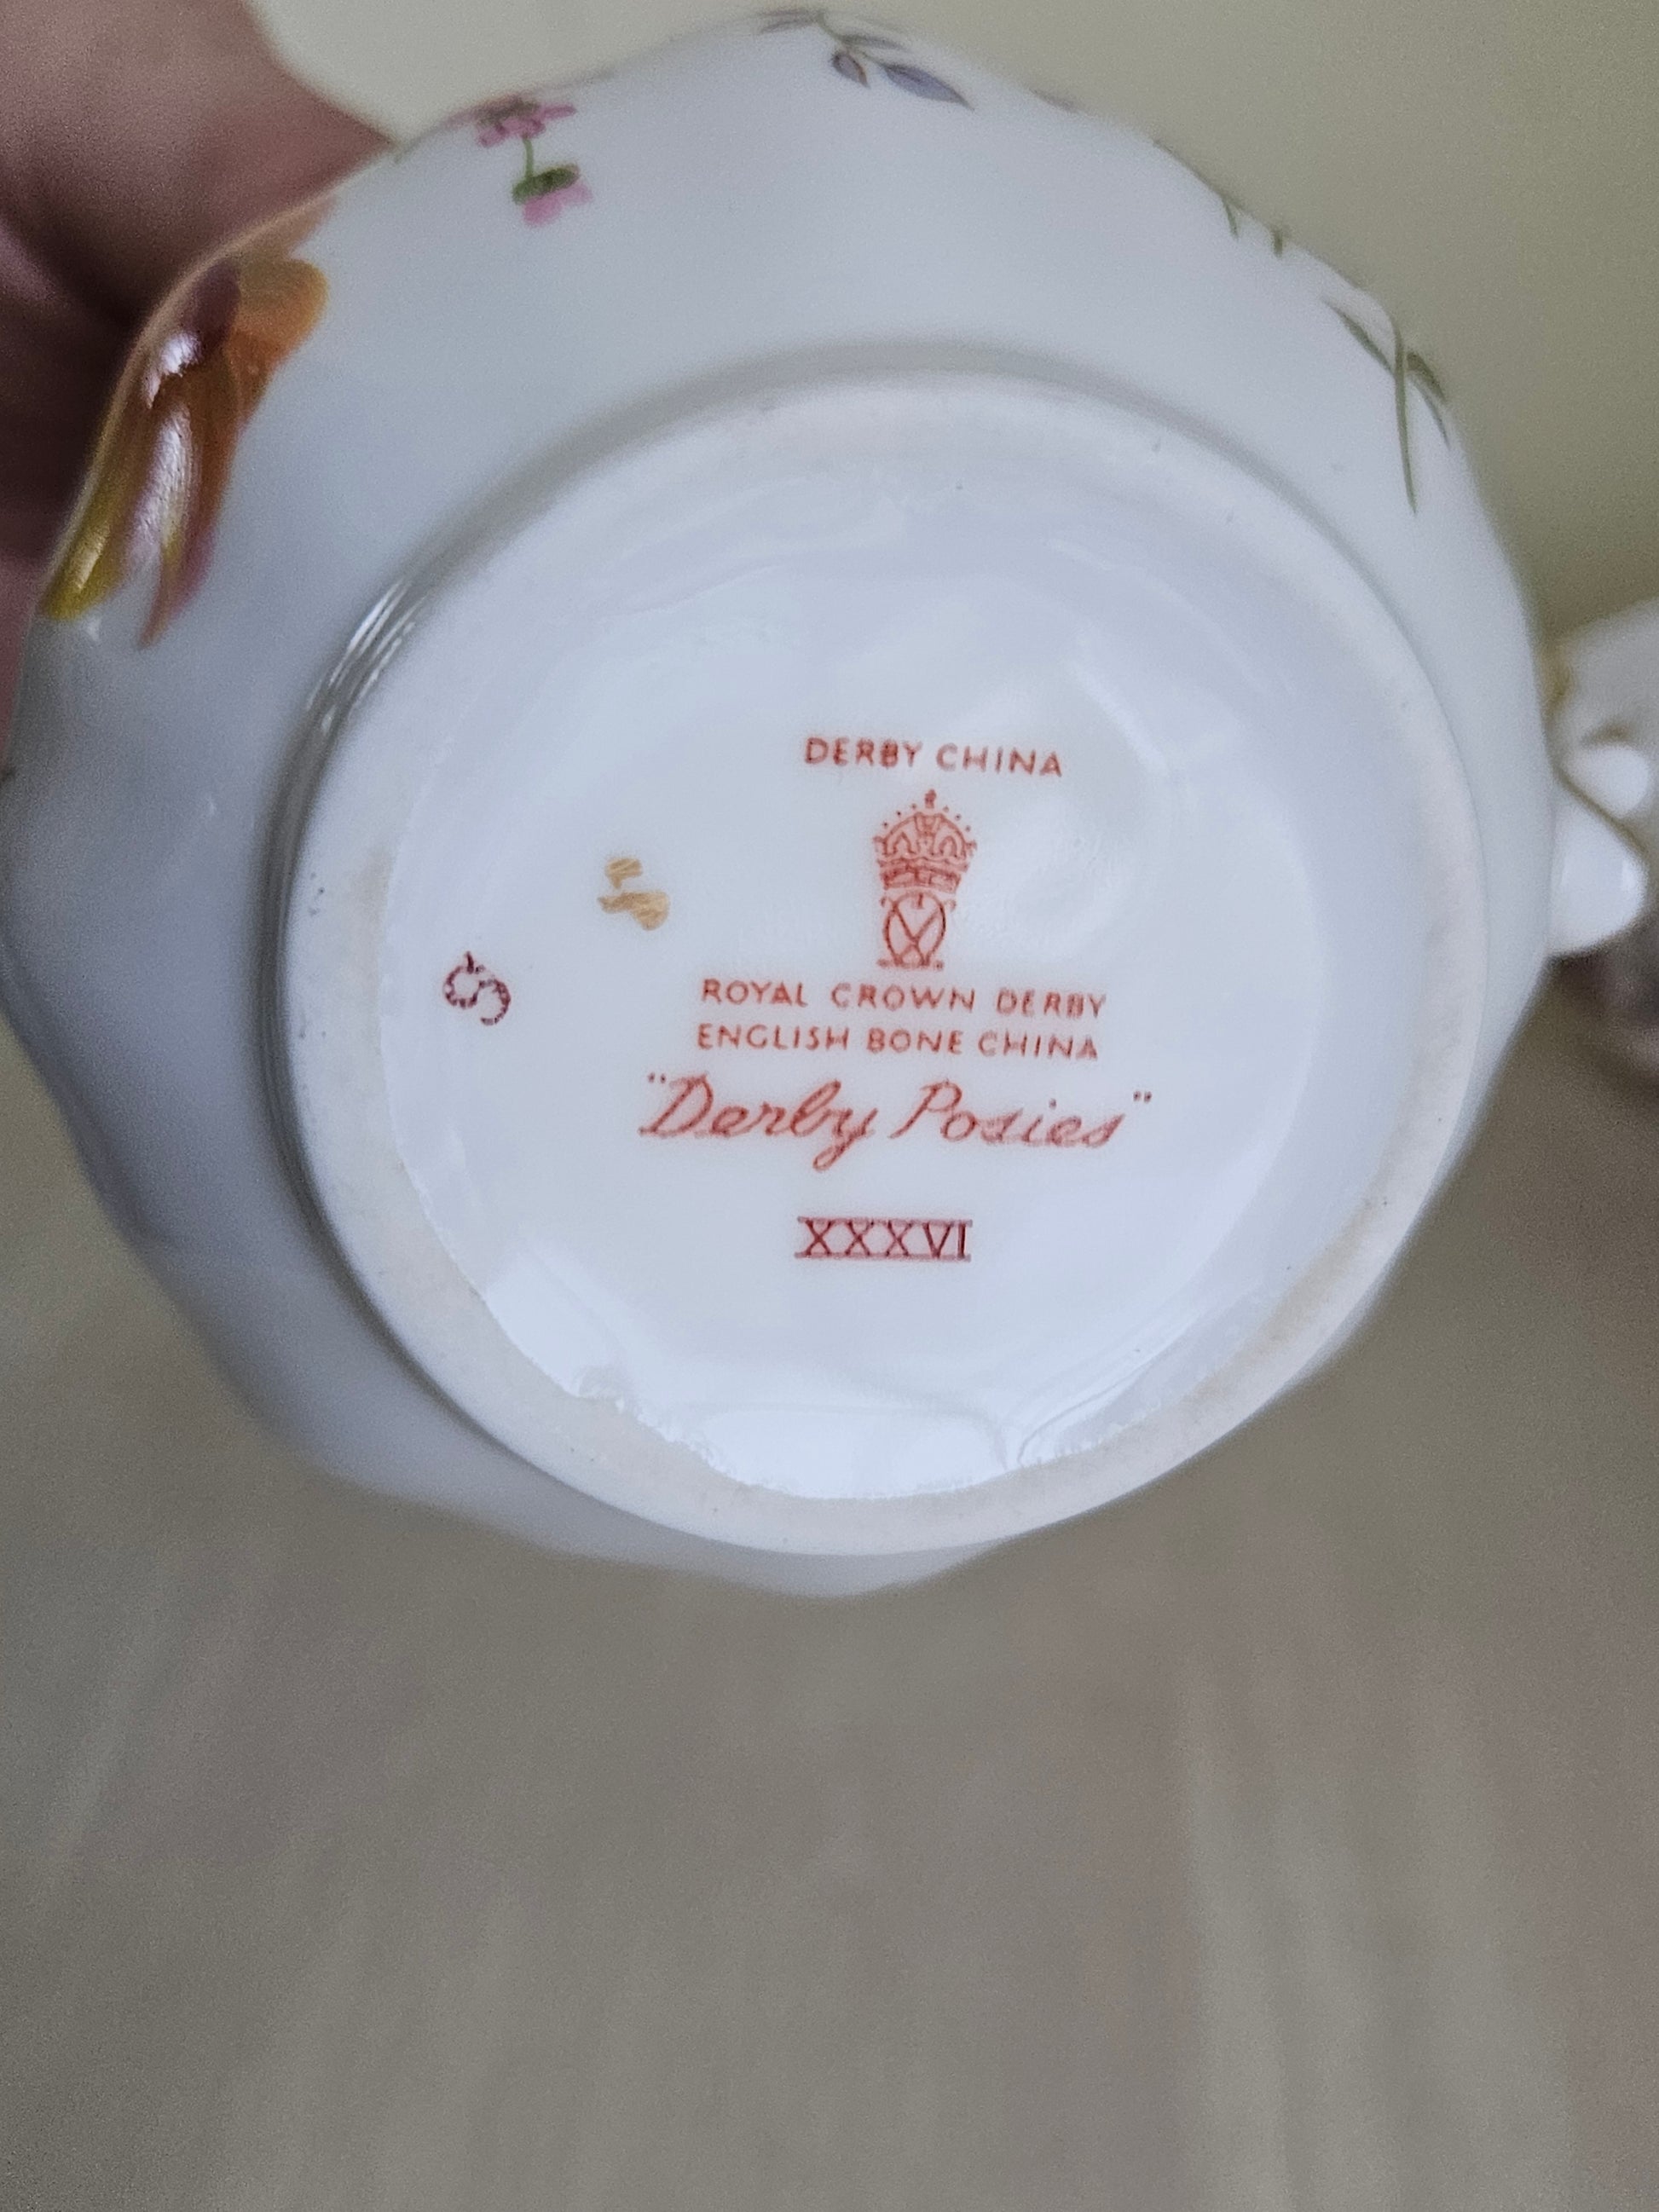 DERBY CHINA
ROYAL CROWN DERBY
ENGLISH BONE CHINA
"Derby Posies"
XXXVI